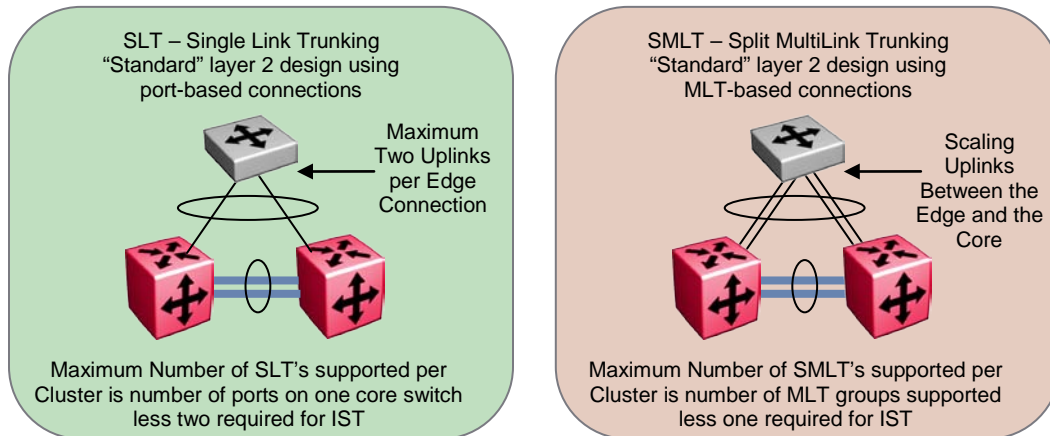 SLT – Single Link Trunking
“Standard” layer 2 design using
port-based connections
Maximum
Two Uplinks
per Edge
Connection
Maximum Number of SLT’s supported per
Cluster is number of ports on one core switch
less two required for IST
SMLT – Split MultiLink Trunking
“Standard” layer 2 design using
MLT-based connections
Scaling
Uplinks
Between the
Edge and the
Core
Maximum Number of SMLT’s supported per
Cluster is number of MLT groups supported
less one required for IST